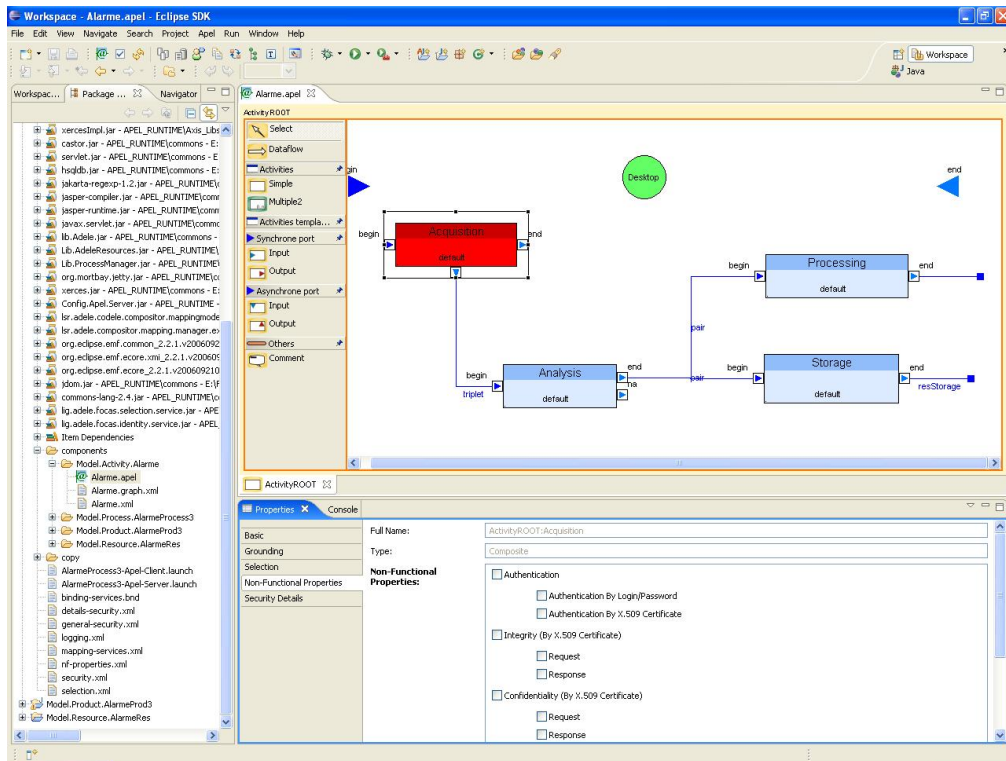 Workspace - Alarme.apel - Eclipse SDK
File Edit View Navigate Search Project Apel Run Window Help
Workspace
Java
Workspac...
Package ...
Navigator
xercesImpl.jar - APEL_RUNTIME\Axis_Libs
castor.jar - APEL_RUNTIME\commons - E:
servlet.jar - APEL_RUNTIME\commons - E
hsqldb.jar - APEL_RUNTIME\commons - E:
jakarta-regexp-1.2.jar - APEL_RUNTIME\c
jasper-compiler.jar - APEL_RUNTIME\comm
jasper-runtime.jar - APEL_RUNTIME\comm
javax.servlet.jar - APEL_RUNTIME\commo
lib.Adele.jar - APEL_RUNTIME\commons -
Lib.AdeleResources.jar - APEL_RUNTIME\
Lib.ProcessManager.jar - APEL_RUNTIME\
org.mortbay.jetty.jar - APEL_RUNTIME\co
xerces.jar - APEL_RUNTIME\commons - E:
Config.Apel.Server.jar - APEL_RUNTIME -
lsr.adele.codele.compositor.mappingmode
lsr.adele.compositor.mapping.manager.ex
org.eclipse.emf.common_2.2.1.v2006092
org.eclipse.emf.ecore.xmi_2.2.1.v200609
org.eclipse.emf.ecore_2.2.1.v200609210
jdom.jar - APEL_RUNTIME\commons - E:\F
commons-lang-2.4.jar - APEL_RUNTIME\c
lig.adele.focas.selection.service.jar - APE
lig.adele.focas.identity.service.jar - APEL_
Item Dependencies
components
Model.Activity.Alarme
Alarme.apel
Alarme.graph.xml
Alarme.xml
Model.Process.AlarmeProcess3
Model.Product.AlarmeProd3
Model.Resource.AlarmeRes
copy
AlarmeProcess3-Apel-Client.launch
AlarmeProcess3-Apel-Server.launch
binding-services.bnd
details-security.xml
general-security.xml
logging.xml
mapping-services.xml
nf-properties.xml
security.xml
selection.xml
Model.Product.AlarmeProd3
Model.Resource.AlarmeRes
Alarme.apel
ActivityROOT
Select
Dataflow
Activities
Simple
Multiple2
Activities templa...
Synchrone port
Input
Output
Asynchrone port
Input
Output
Others
Comment
gin
Desktop
end
begin
Acquisition
end
default
begin
Processing
end
default
pair
begin
Analysis
end
na
triplet
default
pair
begin
Storage
end
default
resStorage
ActivityROOT
Properties
Console
Basic
Grounding
Selection
Non-Functional Properties
Security Details
Full Name:
ActivityROOT:Acquisition
Type:
Composite
Non-Functional
Properties:
Authentication
Authentication By Login/Password
Authentication By X.509 Certificate
Integrity (By X.509 Certificate)
Request
Response
Confidentiality (By X.509 Certificate)
Request
Response